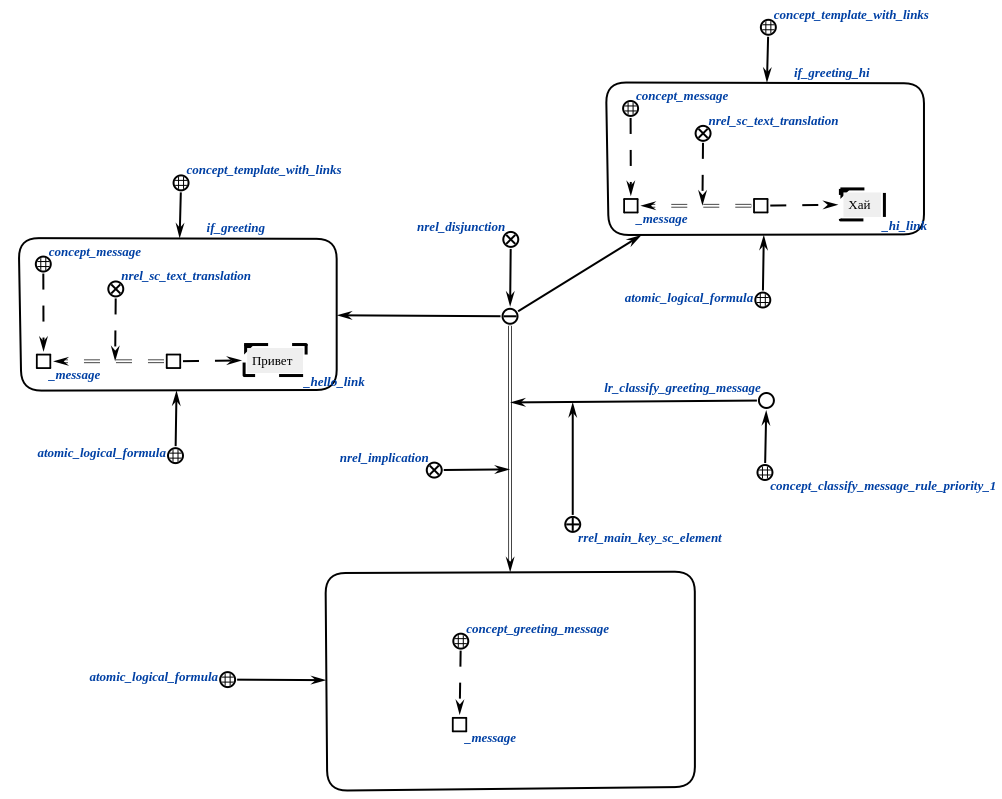 concept_template_with_links
if_greeting_hi
concept_message
nrel_sc_text_translation
Хай
_message
_hi_link
concept_template_with_links
if_greeting
nrel_disjunction
concept_message
nrel_sc_text_translation
atomic_logical_formula
Привет
_message
_hello_link
lr_classify_greeting_message
atomic_logical_formula
nrel_implication
concept_classify_message_rule_priority_1
rrel_main_key_sc_element
concept_greeting_message
atomic_logical_formula
_message